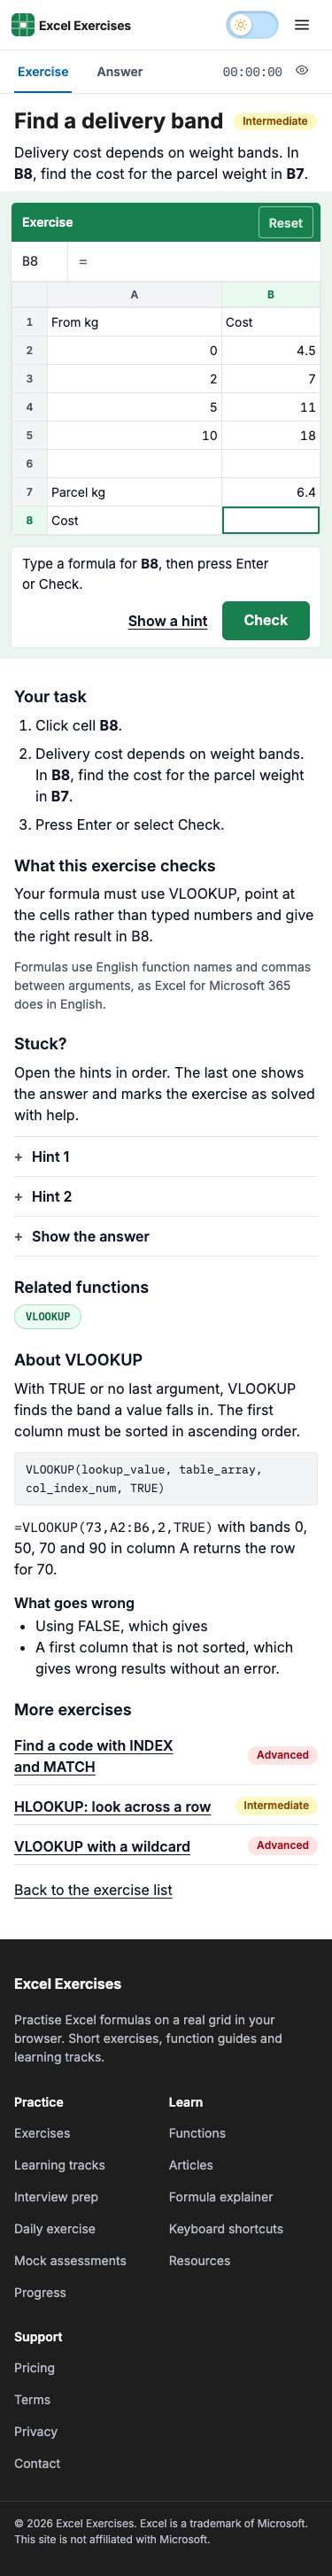 Excel Exercises
Exercise Answer 00:00:00
Find a delivery band Intermediate
Delivery cost depends on weight bands. In
B8, find the cost for the parcel weight in B7.
Exercise Reset
B8 =
A B
1 From kg Cost
2 0 4.5
3 2 7
4 5 11
5 10 18
6
7 Parcel kg 6.4
8 Cost
Type a formula for B8, then press Enter
or Check.
Show a hint Check
Your task
1. Click cell B8.
2. Delivery cost depends on weight bands.
In B8, find the cost for the parcel weight
in B7.
3. Press Enter or select Check.
What this exercise checks
Your formula must use VLOOKUP, point at
the cells rather than typed numbers and give
the right result in B8.
Formulas use English function names and commas
between arguments, as Excel for Microsoft 365
does in English.
Stuck?
Open the hints in order. The last one shows
the answer and marks the exercise as solved
with help.
+ Hint 1
+ Hint 2
+ Show the answer
Related functions
VLOOKUP
About VLOOKUP
With TRUE or no last argument, VLOOKUP
finds the band a value falls in. The first
column must be sorted in ascending order.
VLOOKUP(lookup_value, table_array,
col_index_num, TRUE)
=VLOOKUP(73,A2:B6,2,TRUE) with bands 0,
50, 70 and 90 in column A returns the row
for 70.
What goes wrong
• Using FALSE, which gives
• A first column that is not sorted, which
gives wrong results without an error.
More exercises
Find a code with INDEX
and MATCH Advanced
HLOOKUP: look across a row Intermediate
VLOOKUP with a wildcard Advanced
Back to the exercise list
Excel Exercises
Practise Excel formulas on a real grid in your
browser. Short exercises, function guides and
learning tracks.
Practice Learn
Exercises Functions
Learning tracks Articles
Interview prep Formula explainer
Daily exercise Keyboard shortcuts
Mock assessments Resources
Progress
Support
Pricing
Terms
Privacy
Contact
© 2026 Excel Exercises. Excel is a trademark of Microsoft.
This site is not affiliated with Microsoft.